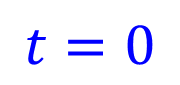 t = 0